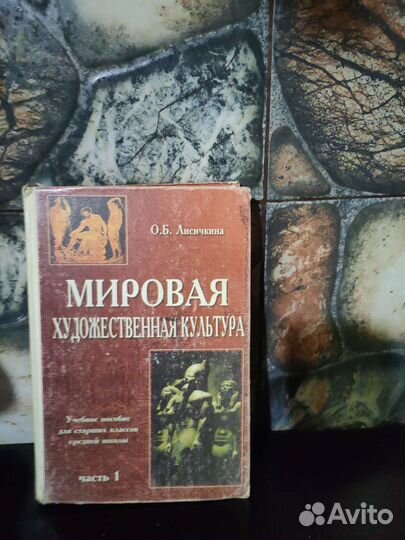 О.Б. Лисичкина
МИРОВАЯ
ХУДОЖЕСТВЕННАЯ КУЛЬТУРА
Учебное пособие
для старших классов
средней школы
часть 1
Avito